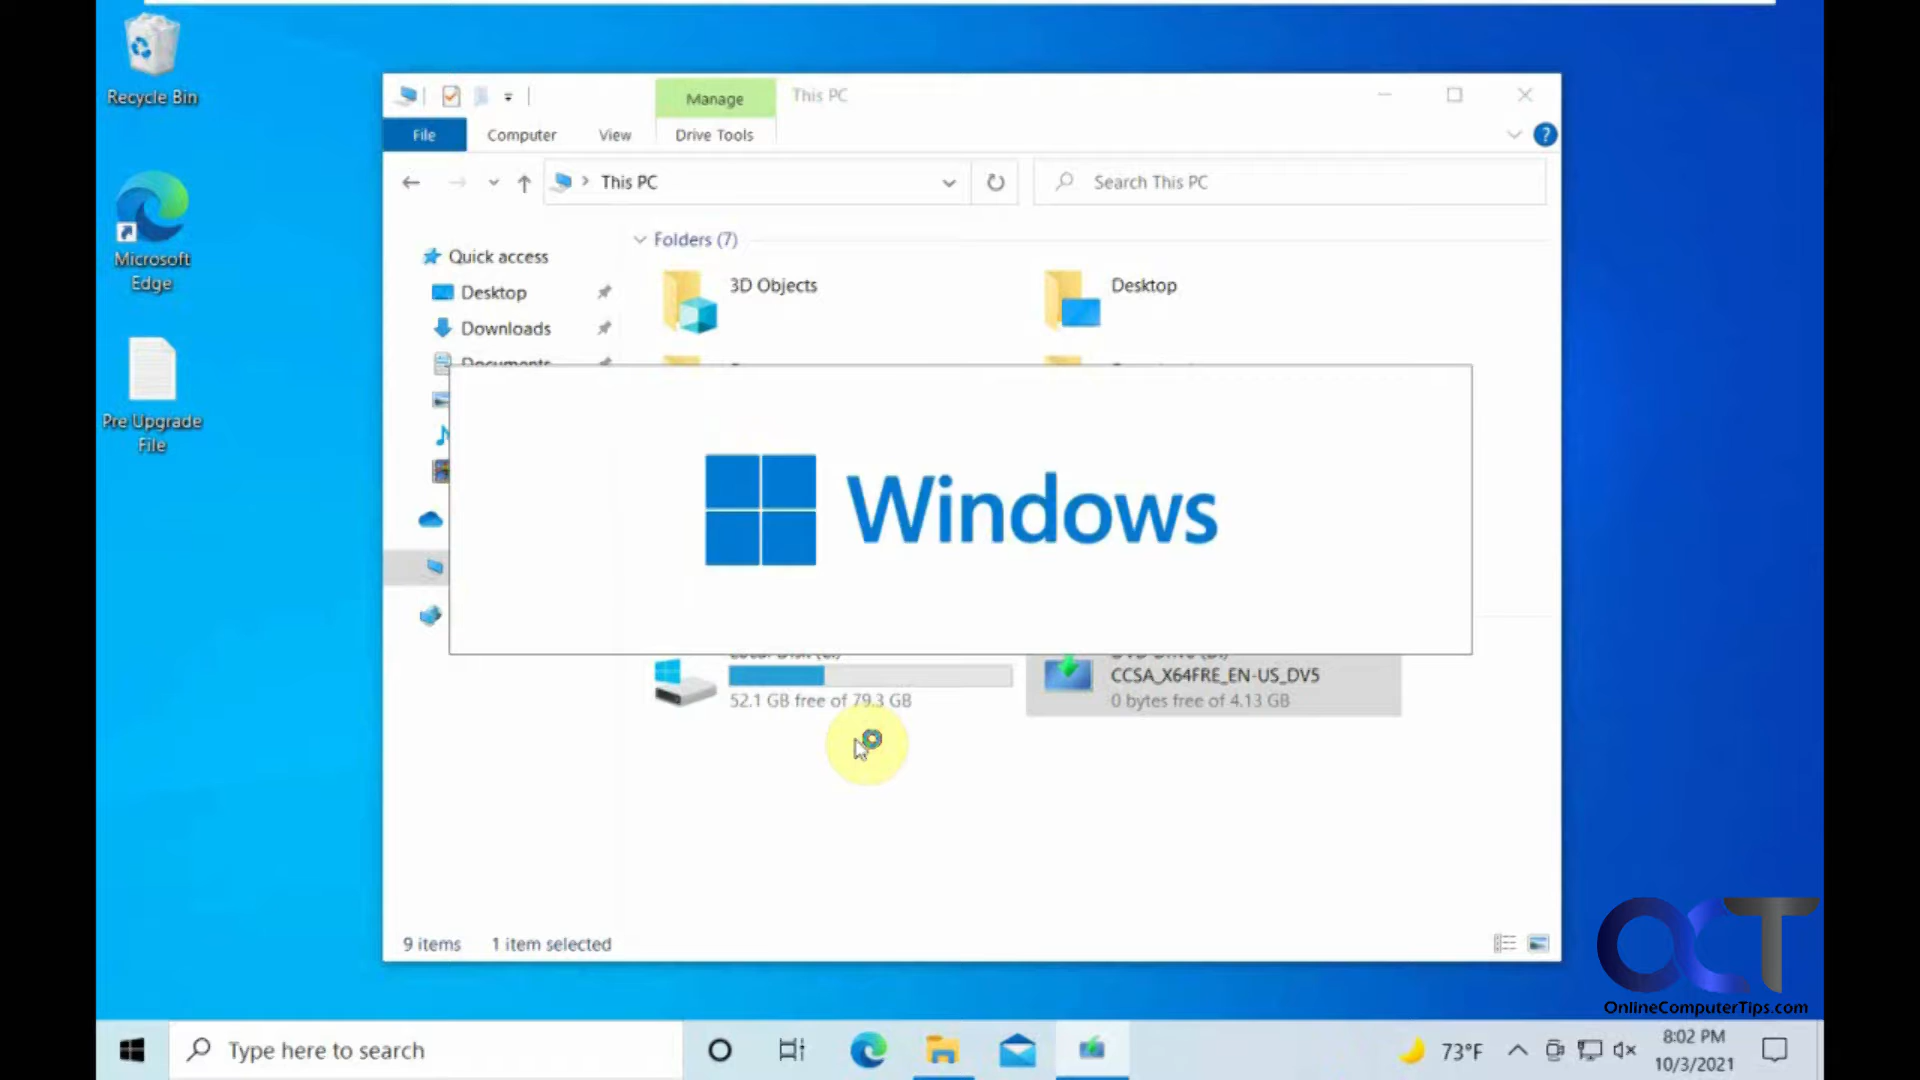 Recycle Bin
Microsoft
Edge
Pre Upgrade
File
Manage
This PC
File
Computer
View
Drive Tools
This PC
Search This PC
Quick access
Desktop
Downloads
Documents
Folders (7)
3D Objects
Desktop
Windows
Local Disk (C:)
52.1 GB free of 79.3 GB
DVD Drive (D:)
CCSA_X64FRE_EN-US_DV5
0 bytes free of 4.13 GB
9 items
1 item selected
OCT
OnlineComputerTips.com
Type here to search
73°F
8:02 PM
10/3/2021